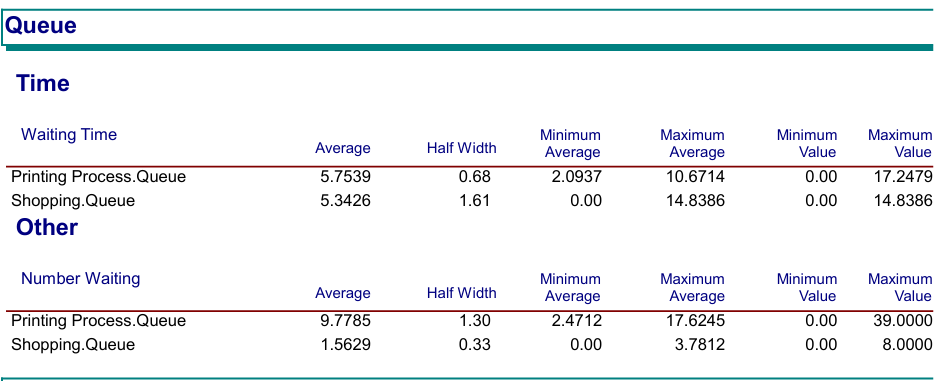 Queue
Time
Waiting Time Average Half Width Minimum Average Maximum Average Minimum Value Maximum Value
Printing Process.Queue 5.7539 0.68 2.0937 10.6714 0.00 17.2479
Shopping.Queue 5.3426 1.61 0.00 14.8386 0.00 14.8386
Other
Number Waiting Average Half Width Minimum Average Maximum Average Minimum Value Maximum Value
Printing Process.Queue 9.7785 1.30 2.4712 17.6245 0.00 39.0000
Shopping.Queue 1.5629 0.33 0.00 3.7812 0.00 8.0000